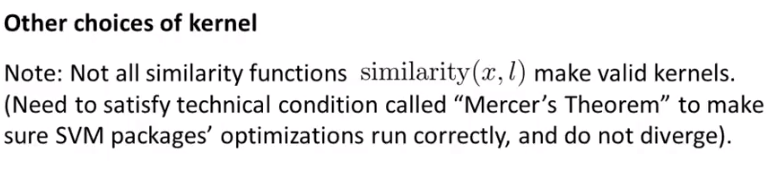 Other choices of kernel
Note: Not all similarity functions similarity(x, l) make valid kernels.
(Need to satisfy technical condition called “Mercer’s Theorem” to make
sure SVM packages’ optimizations run correctly, and do not diverge).